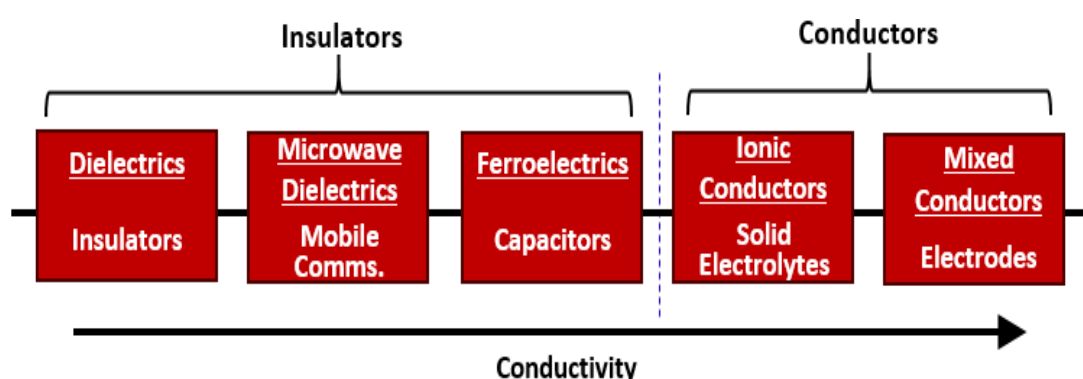 Insulators
Conductors
Dielectrics
Insulators
Microwave
Dielectrics
Mobile
Comms.
Ferroelectrics
Capacitors
Ionic
Conductors
Solid
Electrolytes
Mixed
Conductors
Electrodes
Conductivity